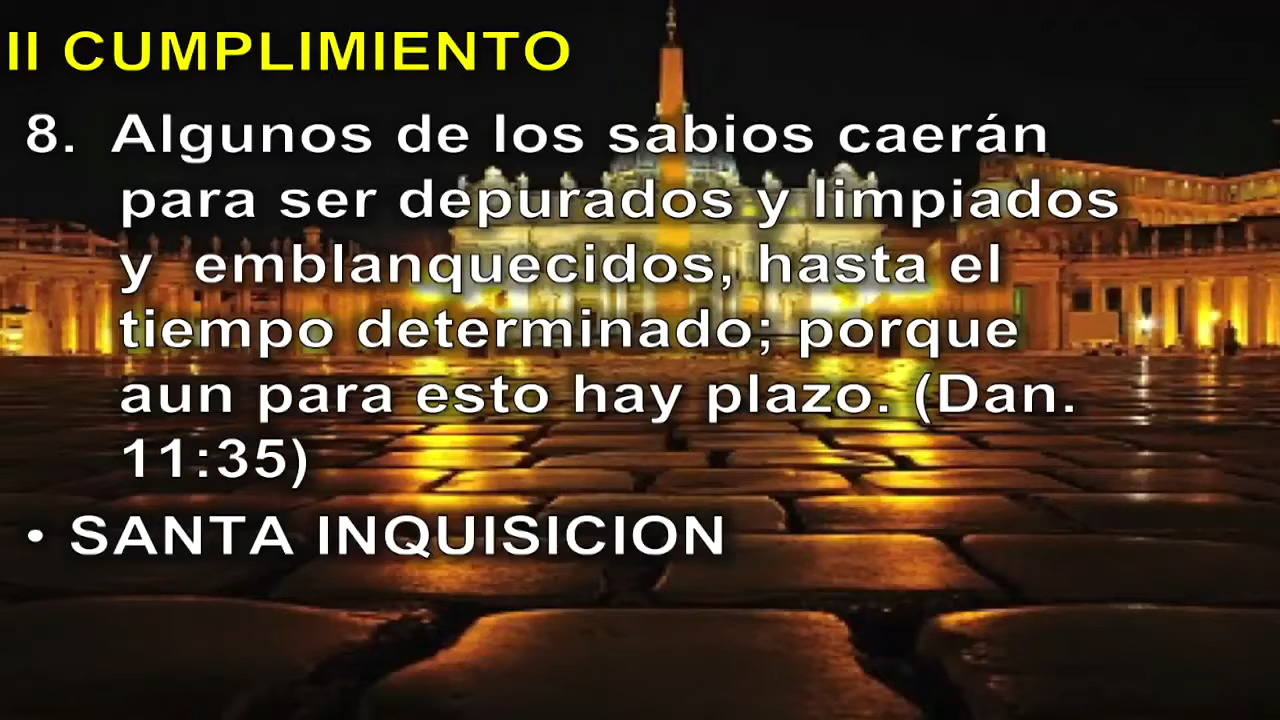 II CUMPLIMIENTO
8. Algunos de los sabios caerán
para ser depurados y limpiados
y emblanquecidos, hasta el
tiempo determinado; porque
aun para esto hay plazo. (Dan.
11:35)
• SANTA INQUISICION